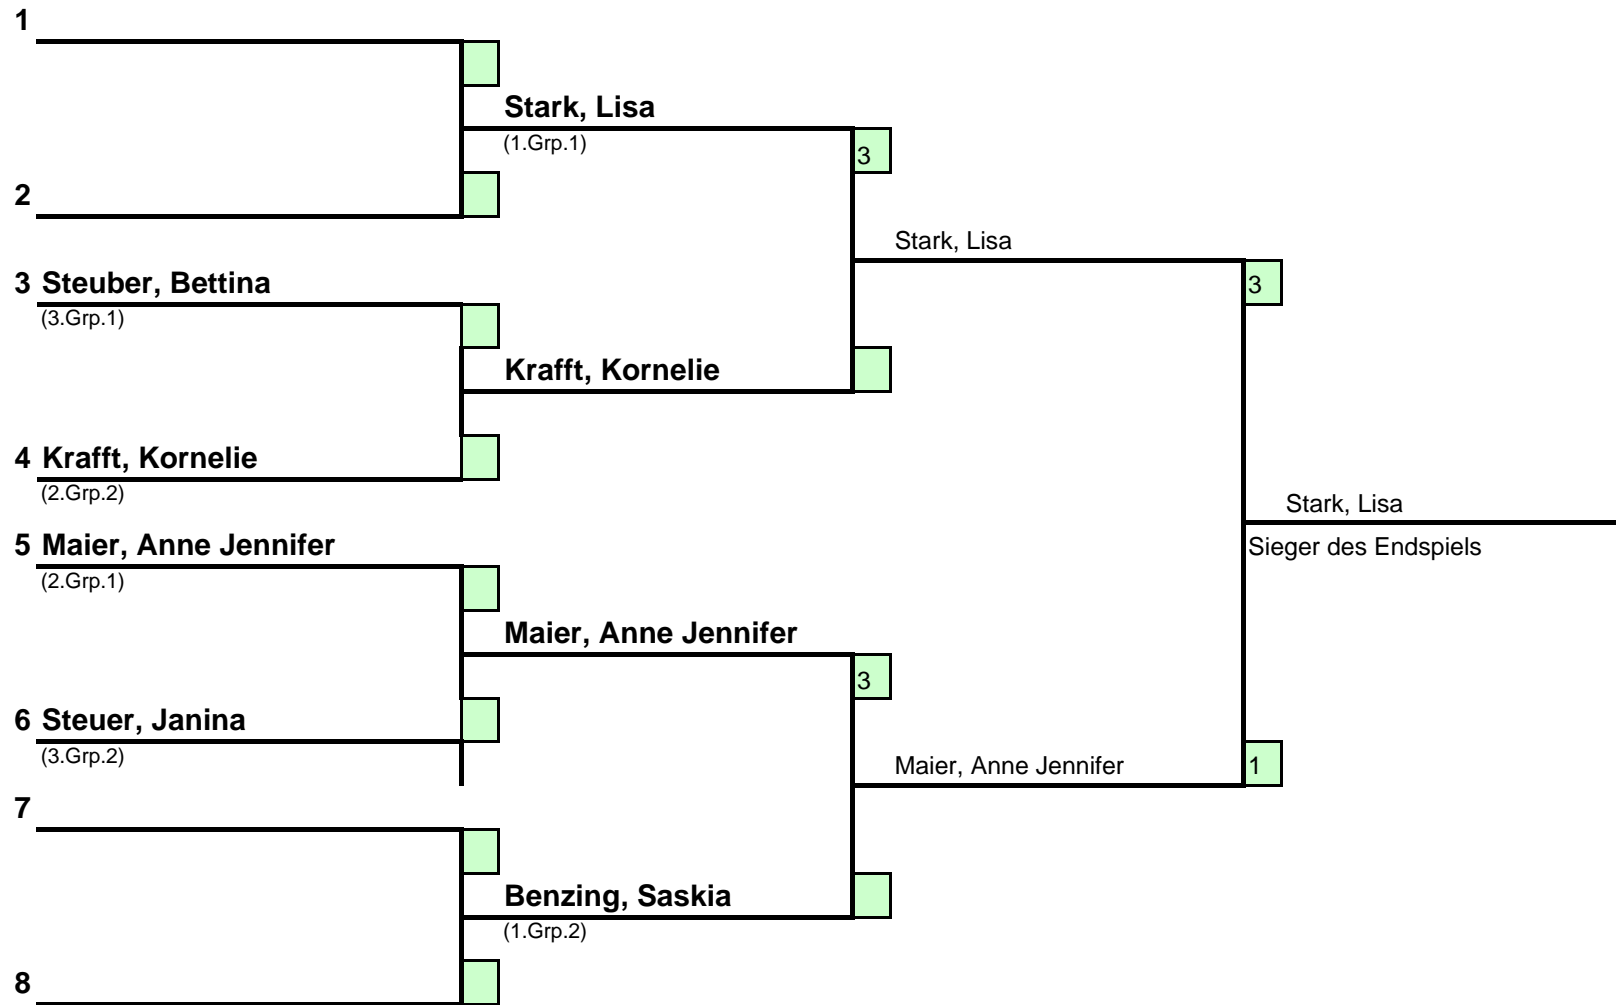 1
Stark, Lisa
(1.Grp.1)
3
2
Stark, Lisa
3 Steuber, Bettina
(3.Grp.1)
3
Krafft, Kornelie
4 Krafft, Kornelie
(2.Grp.2)
Stark, Lisa
Sieger des Endspiels
5 Maier, Anne Jennifer
(2.Grp.1)
Maier, Anne Jennifer
3
6 Steuer, Janina
(3.Grp.2)
Maier, Anne Jennifer
1
7
Benzing, Saskia
(1.Grp.2)
8